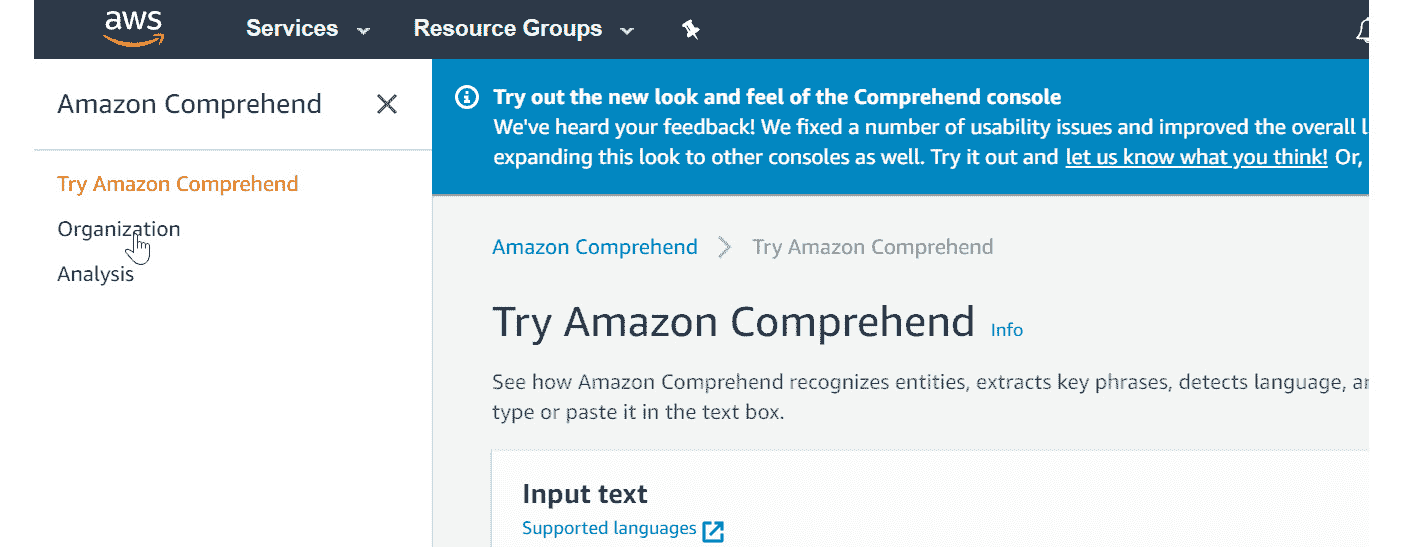 aws Services Resource Groups
Amazon Comprehend
Try Amazon Comprehend
Organization
Analysis
Try out the new look and feel of the Comprehend console
We've heard your feedback! We fixed a number of usability issues and improved the overall
expanding this look to other consoles as well. Try it out and let us know what you think! Or,
Amazon Comprehend Try Amazon Comprehend
Try Amazon Comprehend Info
See how Amazon Comprehend recognizes entities, extracts key phrases, detects language,
type or paste it in the text box.
Input text
Supported languages